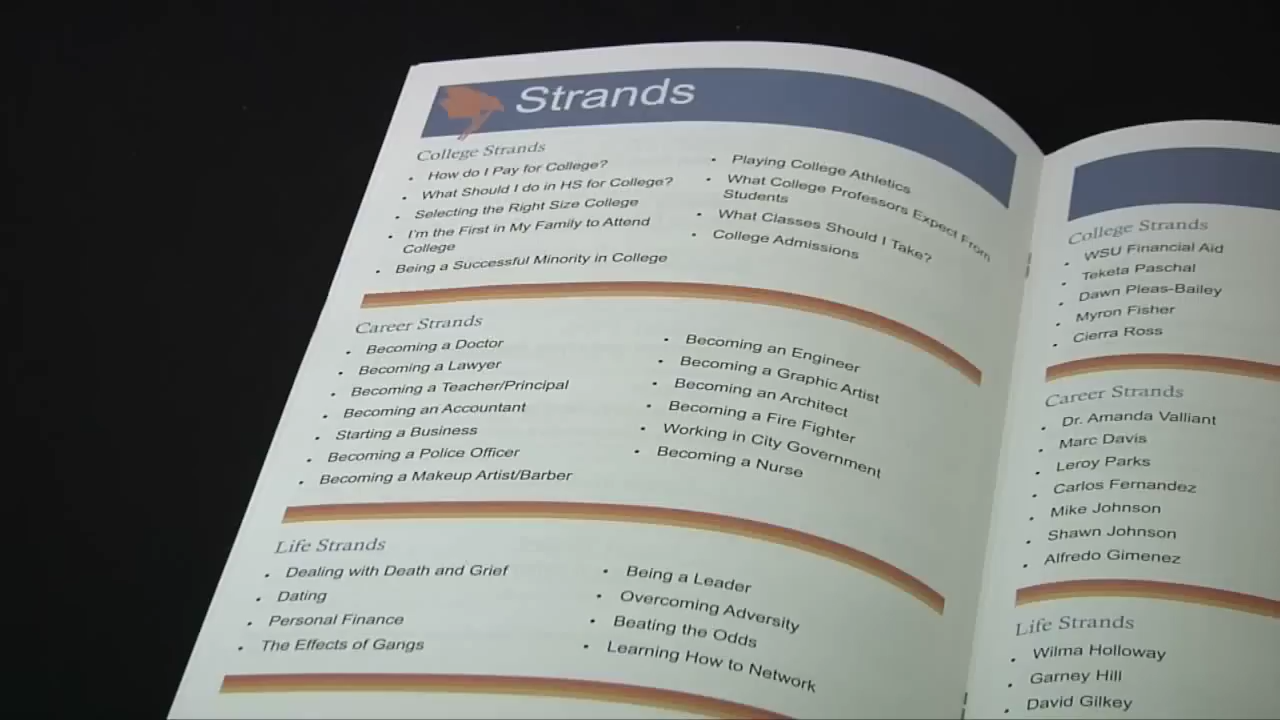 Strands
College Strands
• How do I Pay for College?
• What Should I do in HS for College?
• Selecting the Right Size College
• I'm the First in My Family to Attend
College
• Being a Successful Minority in College
• Playing College Athletics
• What College Professors Expect From
Students
• What Classes Should I Take?
• College Admissions
Career Strands
• Becoming a Doctor
• Becoming a Lawyer
• Becoming a Teacher/Principal
• Becoming an Accountant
• Starting a Business
• Becoming a Police Officer
• Becoming a Makeup Artist/Barber
• Becoming an Engineer
• Becoming a Graphic Artist
• Becoming an Architect
• Becoming a Fire Fighter
• Working in City Government
• Becoming a Nurse
Life Strands
• Dealing with Death and Grief
• Dating
• Personal Finance
• The Effects of Gangs
• Being a Leader
• Overcoming Adversity
• Beating the Odds
• Learning How to Network
College Strands
• WSU Financial Aid
• Teketa Paschal
• Dawn Pleas-Bailey
• Myron Fisher
• Cierra Ross
Career Strands
• Dr. Amanda Valliant
• Marc Davis
• Leroy Parks
• Carlos Fernandez
• Mike Johnson
• Shawn Johnson
• Alfredo Gimenez
Life Strands
• Wilma Holloway
• Garney Hill
• David Gilkey